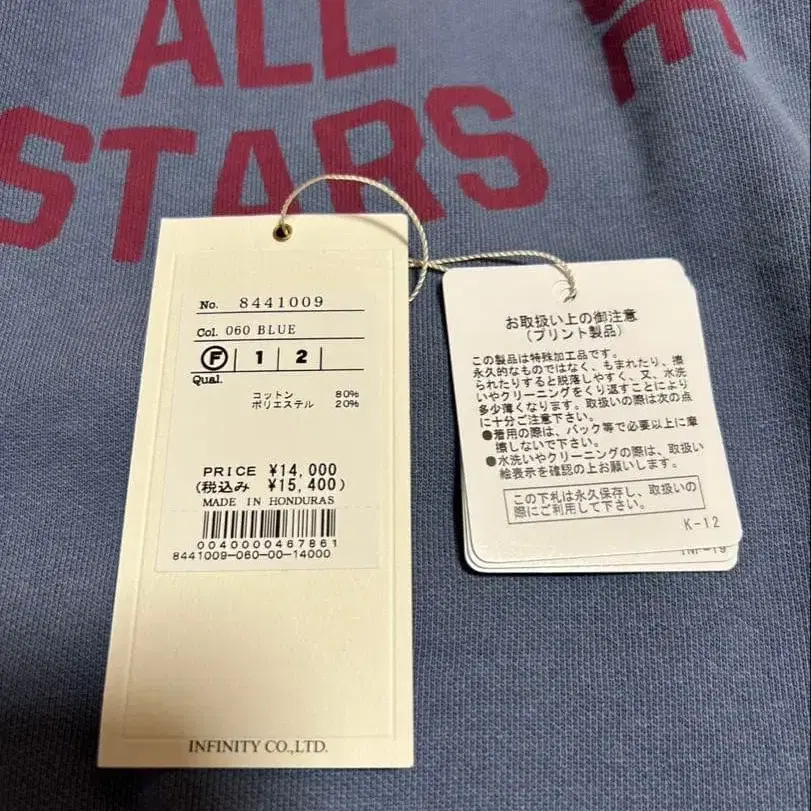 ALL
STARS
SE
No. 8441009
Col. 060 BLUE
Ⓕ 1 2
Qual.
コットン 80%
ポリエステル 20%
PRICE ¥14,000
(税込み ¥15,400)
MADE IN HONDURAS
0040000467861
8441009-060-00-14000
INFINITY CO.,LTD.
お取扱い上の御注意
(プリント製品)
この製品は特殊加工品です。
永久的なものではなく、もまれたり、擦
られたりすると脱落しやすく、又、水洗
いやクリーニングをくり返すことにより
多少薄くなります。取扱いの際は次の点
に十分ご注意下さい。
●着用の際は、バック等で必要以上に摩
擦しないで下さい。
●水洗いやクリーニングの際は、取扱い
絵表示を確認の上お願いします。
この下札は永久保存し、取扱いの
際にご利用して下さい。
K-12